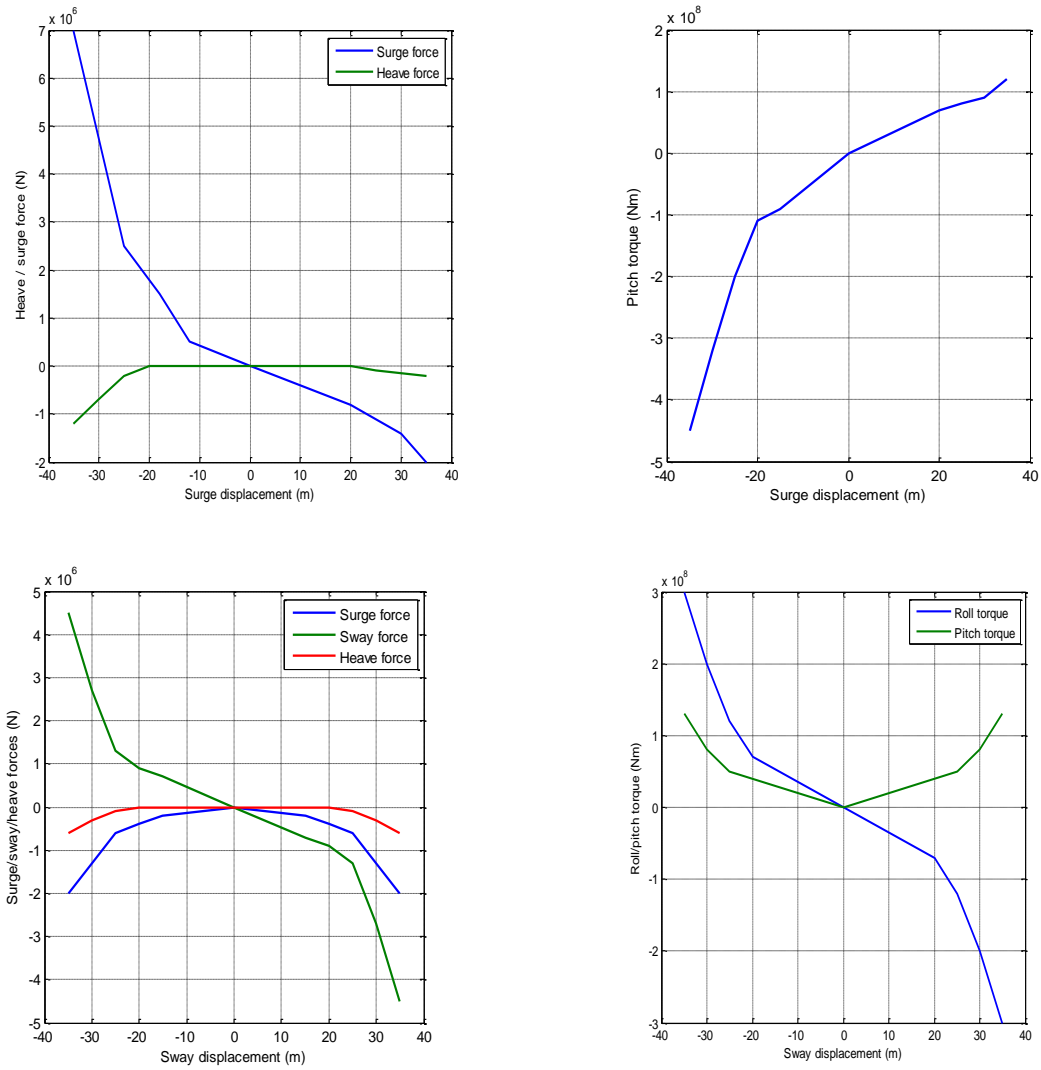 x 10^6
7
6
5
4
3
2
1
0
-1
-2
-40 -30 -20 -10 0 10 20 30 40
Heave / surge force (N)
Surge displacement (m)
Surge force
Heave force
x 10^8
2
1
0
-1
-2
-3
-4
-5
-40 -20 0 20 40
Pitch torque (Nm)
Surge displacement (m)
x 10^6
5
4
3
2
1
0
-1
-2
-3
-4
-5
-40 -30 -20 -10 0 10 20 30 40
Surge/sway/heave forces (N)
Sway displacement (m)
Surge force
Sway force
Heave force
x 10^8
3
2
1
0
-1
-2
-3
-40 -30 -20 -10 0 10 20 30 40
Roll/pitch torque (Nm)
Sway displacement (m)
Roll torque
Pitch torque